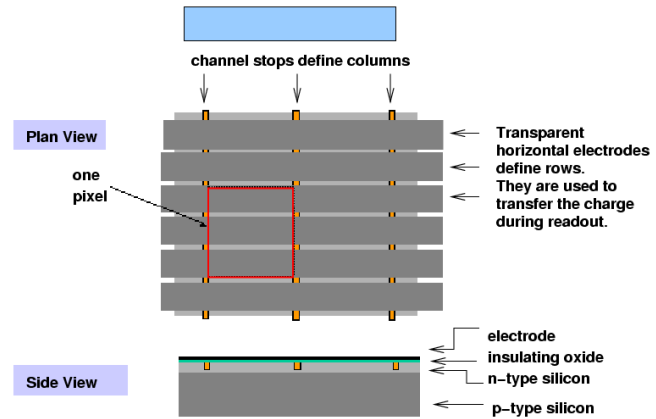 channel stops define columns
Plan View
one
pixel
Transparent
horizontal electrodes
define rows.
They are used to
transfer the charge
during readout.
Side View
electrode
insulating oxide
n-type silicon
p-type silicon